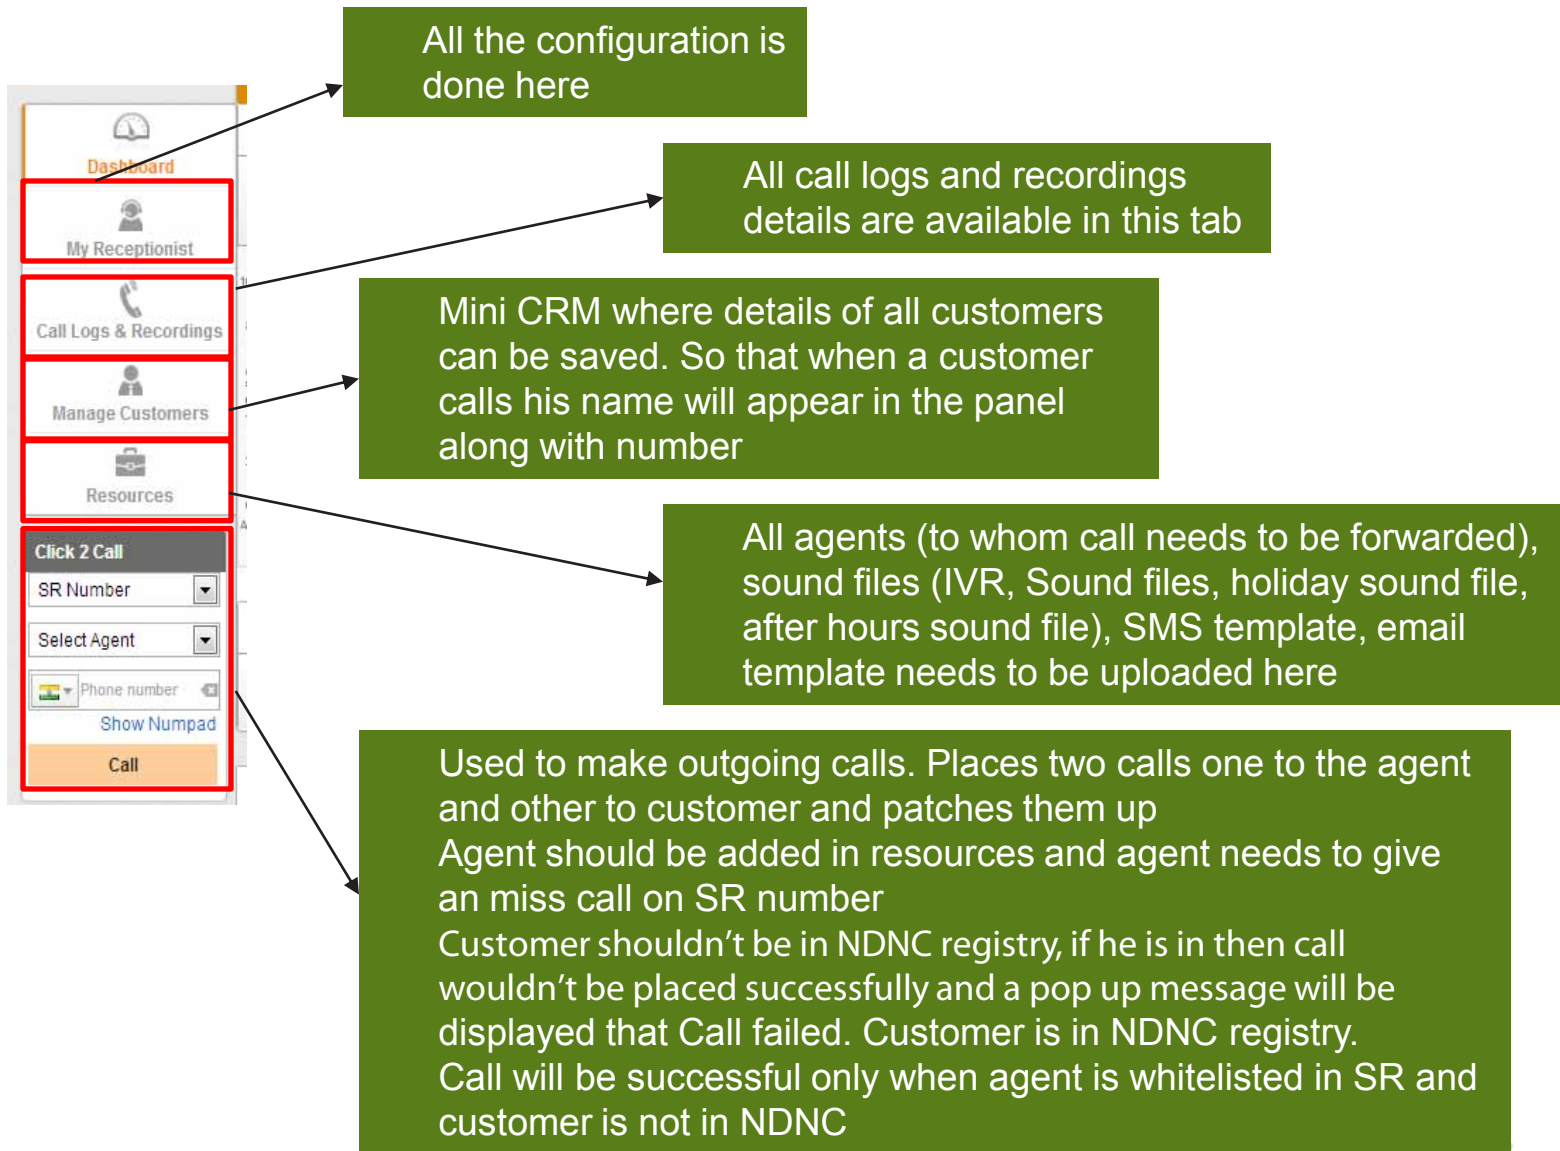 All the configuration is
done here
Dashboard
My Receptionist
Call Logs & Recordings
Manage Customers
Resources
Click 2 Call
SR Number
Select Agent
Phone number
Show Numpad
Call
All call logs and recordings
details are available in this tab
Mini CRM where details of all customers
can be saved. So that when a customer
calls his name will appear in the panel
along with number
All agents (to whom call needs to be forwarded),
sound files (IVR, Sound files, holiday sound file,
after hours sound file), SMS template, email
template needs to be uploaded here
Used to make outgoing calls. Places two calls one to the agent
and other to customer and patches them up
Agent should be added in resources and agent needs to give
an miss call on SR number
Customer shouldn’t be in NDNC registry, if he is in then call
wouldn’t be placed successfully and a pop up message will be
displayed that Call failed. Customer is in NDNC registry.
Call will be successful only when agent is whitelisted in SR and
customer is not in NDNC